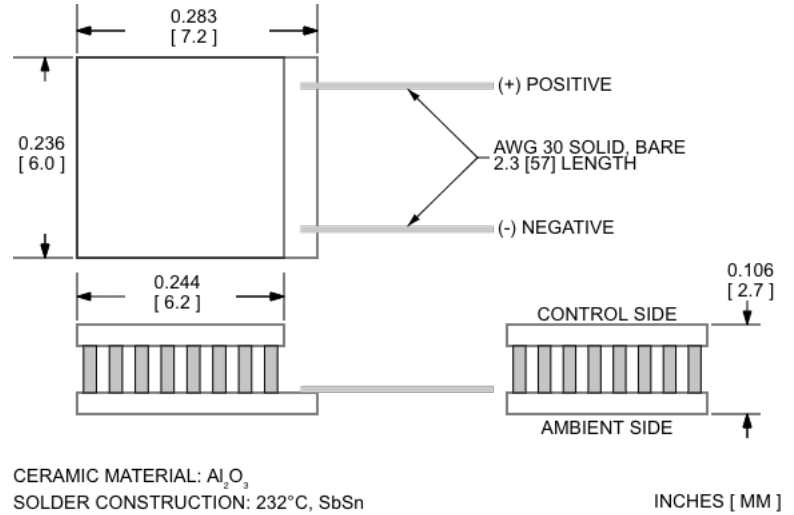 0.283
[ 7.2 ]
(+) POSITIVE
0.236
[ 6.0 ]
AWG 30 SOLID, BARE
2.3 [57] LENGTH
(-) NEGATIVE
0.244
[ 6.2 ]
0.106
[ 2.7 ]
CONTROL SIDE
AMBIENT SIDE
CERAMIC MATERIAL: Al₂O₃
SOLDER CONSTRUCTION: 232°C, SbSn
INCHES [ MM ]